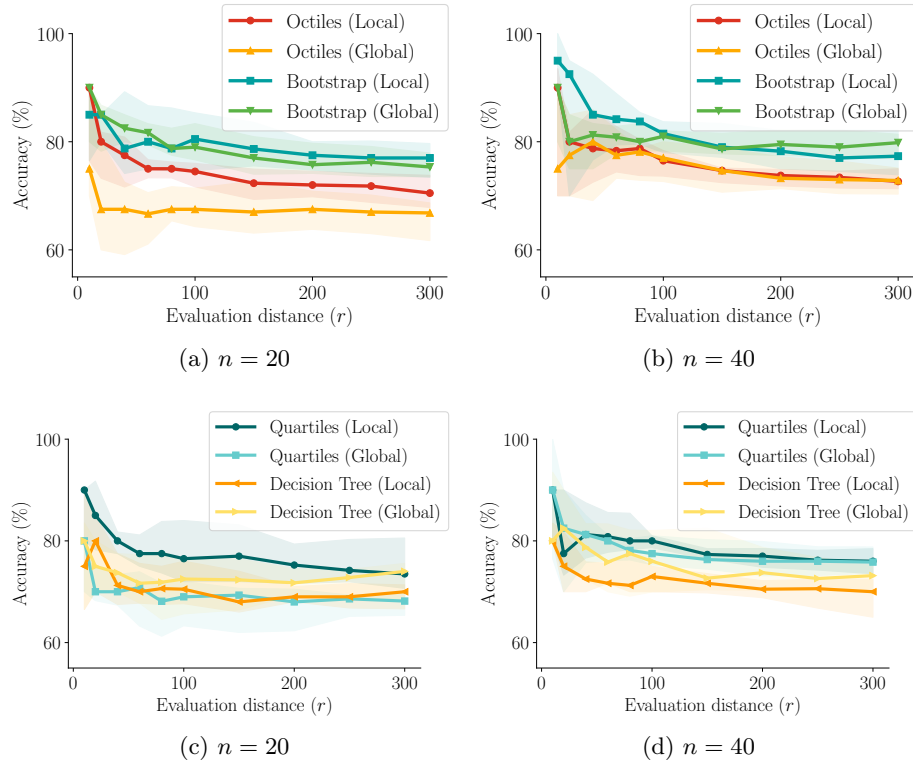 100
80
60
Accuracy (%)
0
100
200
300
Evaluation distance (r)
Octiles (Local)
Octiles (Global)
Bootstrap (Local)
Bootstrap (Global)
(a) n = 20
100
80
60
Accuracy (%)
0
100
200
300
Evaluation distance (r)
Octiles (Local)
Octiles (Global)
Bootstrap (Local)
Bootstrap (Global)
(b) n = 40
100
80
60
Accuracy (%)
0
100
200
300
Evaluation distance (r)
Quartiles (Local)
Quartiles (Global)
Decision Tree (Local)
Decision Tree (Global)
(c) n = 20
100
80
60
Accuracy (%)
0
100
200
300
Evaluation distance (r)
Quartiles (Local)
Quartiles (Global)
Decision Tree (Local)
Decision Tree (Global)
(d) n = 40